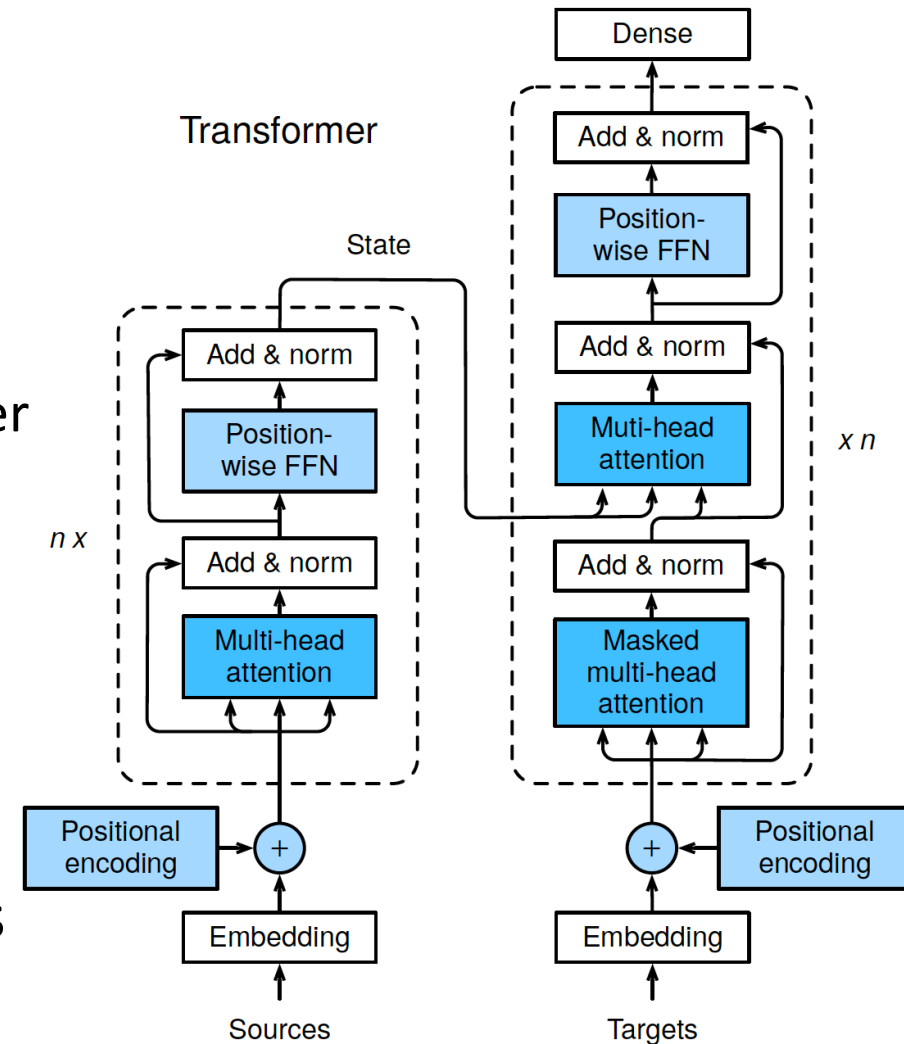 Dense
Transformer
Add & norm
Position-
wise FFN
State
Add & norm
Add & norm
er
Position-
wise FFN
Muti-head
attention
x n
n x
Add & norm
Add & norm
Multi-head
attention
Masked
multi-head
attention
Positional
encoding
+
+
Positional
encoding
s
Embedding
Embedding
Sources
Targets